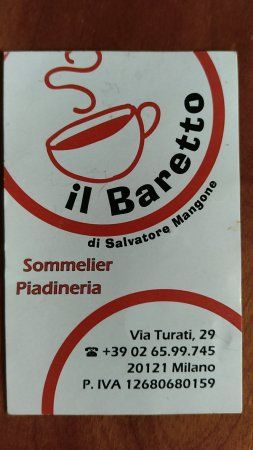 il Baretto
di Salvatore Mangone
Sommelier
Piadineria
Via Turati, 29
☎ +39 02 65.99.745
20121 Milano
P. IVA 12680680159